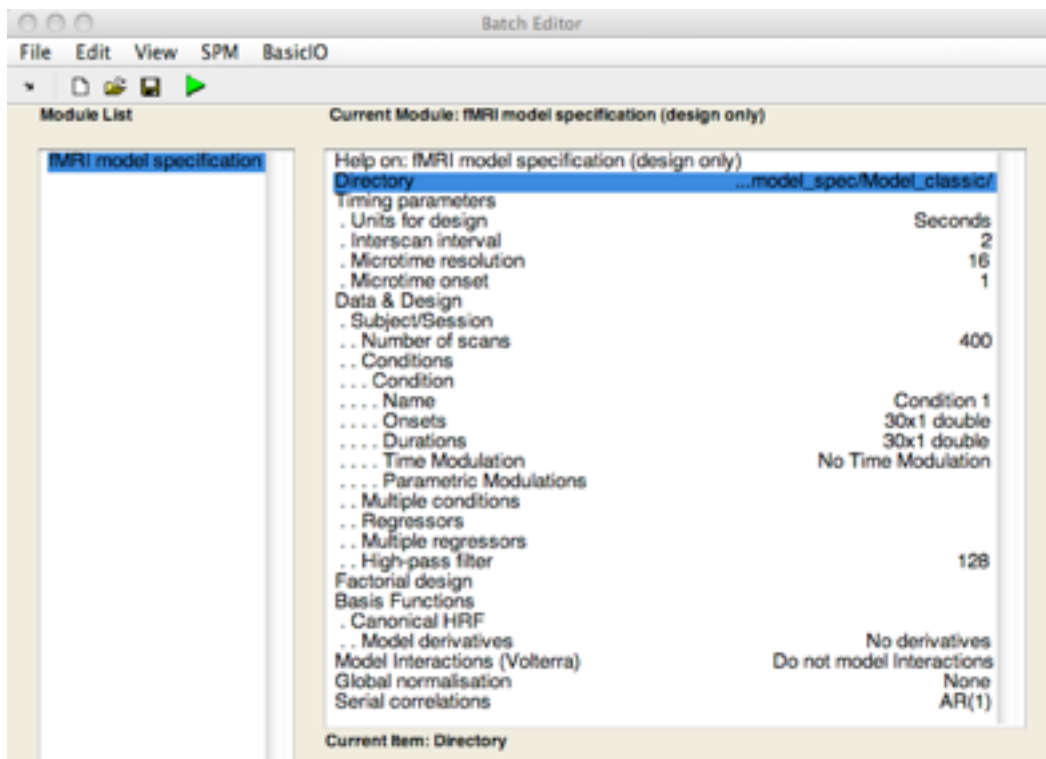 Batch Editor
File Edit View SPM BasicIO
Module List
Current Module: fMRI model specification (design only)
fMRI model specification
Help on: fMRI model specification (design only)
Directory ...model_spec/Model_classic/
Timing parameters
. Units for design Seconds
. Interscan interval 2
. Microtime resolution 16
. Microtime onset 1
Data & Design
. Subject/Session
. . Number of scans 400
. . Conditions
. . . Condition
. . . . Name Condition 1
. . . . Onsets 30x1 double
. . . . Durations 30x1 double
. . . . Time Modulation No Time Modulation
. . . . Parametric Modulations
. . Multiple conditions
. . Regressors
. . Multiple regressors
. . High-pass filter 128
Factorial design
Basis Functions
. Canonical HRF
. . Model derivatives No derivatives
Model Interactions (Volterra) Do not model Interactions
Global normalisation None
Serial correlations AR(1)
Current Item: Directory